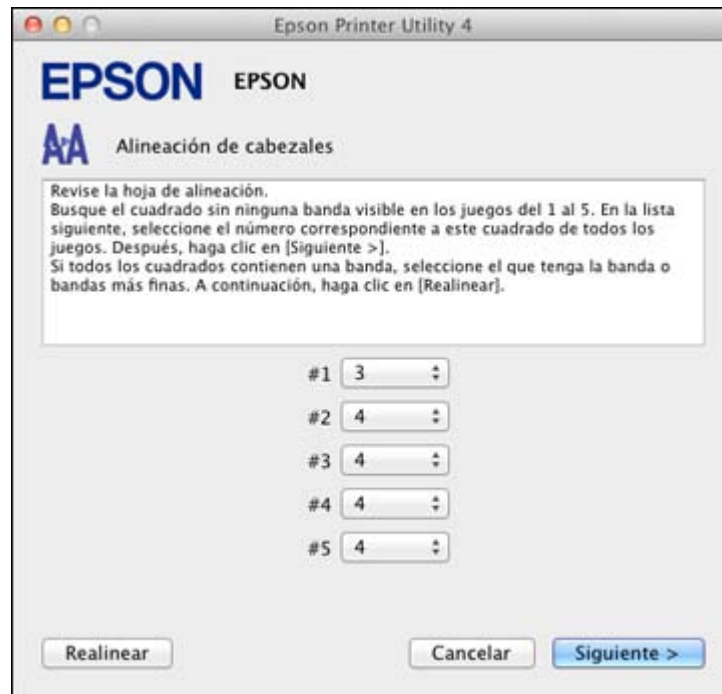 Epson Printer Utility 4
EPSON EPSON
Alineación de cabezales
Revise la hoja de alineación.
Busque el cuadrado sin ninguna banda visible en los juegos del 1 al 5. En la lista
siguiente, seleccione el número correspondiente a este cuadrado de todos los
juegos. Después, haga clic en [Siguiente >].
Si todos los cuadrados contienen una banda, seleccione el que tenga la banda o
bandas más finas. A continuación, haga clic en [Realinear].
#1 3
#2 4
#3 4
#4 4
#5 4
Realinear Cancelar Siguiente >